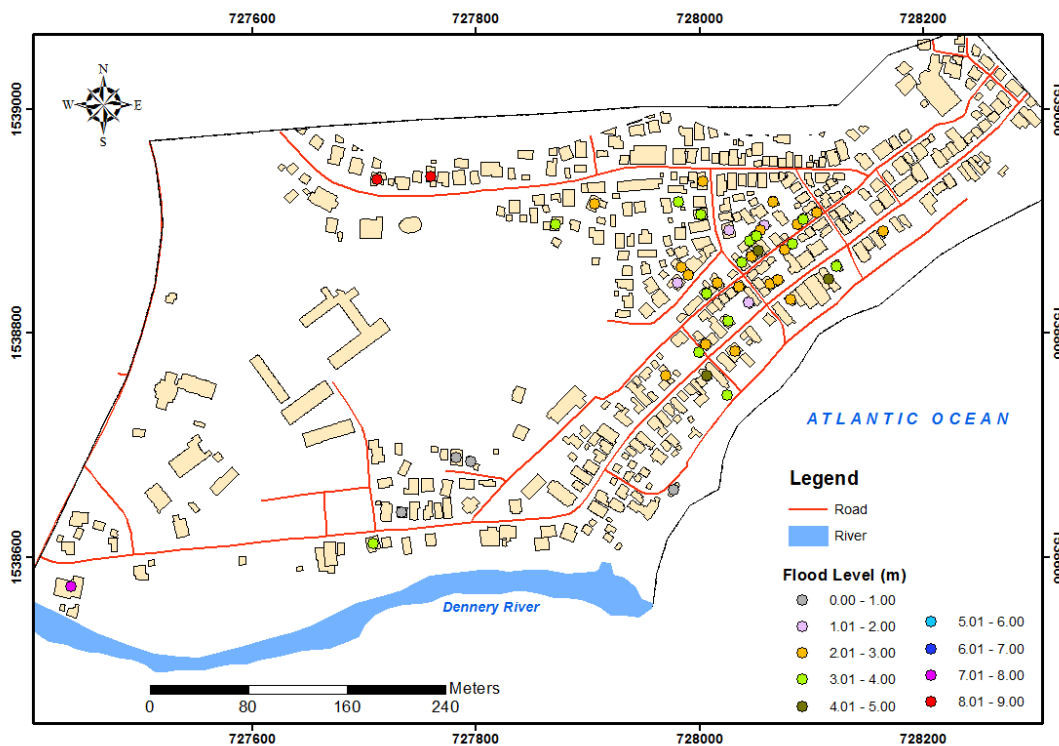 727600 727800 728000 728200
N
W E
S
1539000 1539000
1538800 1538800
1538600 1538600
ATLANTIC OCEAN
Legend
Road
River
Flood Level (m)
0.00 - 1.00
1.01 - 2.00
2.01 - 3.00
3.01 - 4.00
4.01 - 5.00
5.01 - 6.00
6.01 - 7.00
7.01 - 8.00
8.01 - 9.00
Dennery River
Meters
0 80 160 240
727600 727800 728000 728200